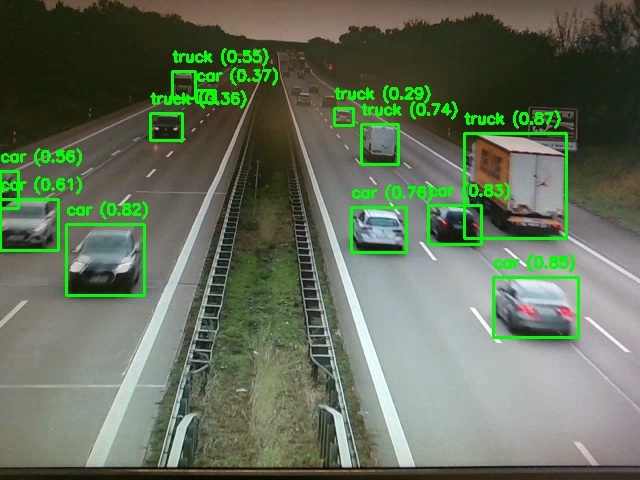 truck (0.55)
car (0.37)
truck (0.36)
truck (0.29)
truck (0.74)
truck (0.87)
car (0.56)
car (0.61)
car (0.82)
car (0.76)
car (0.83)
car (0.85)